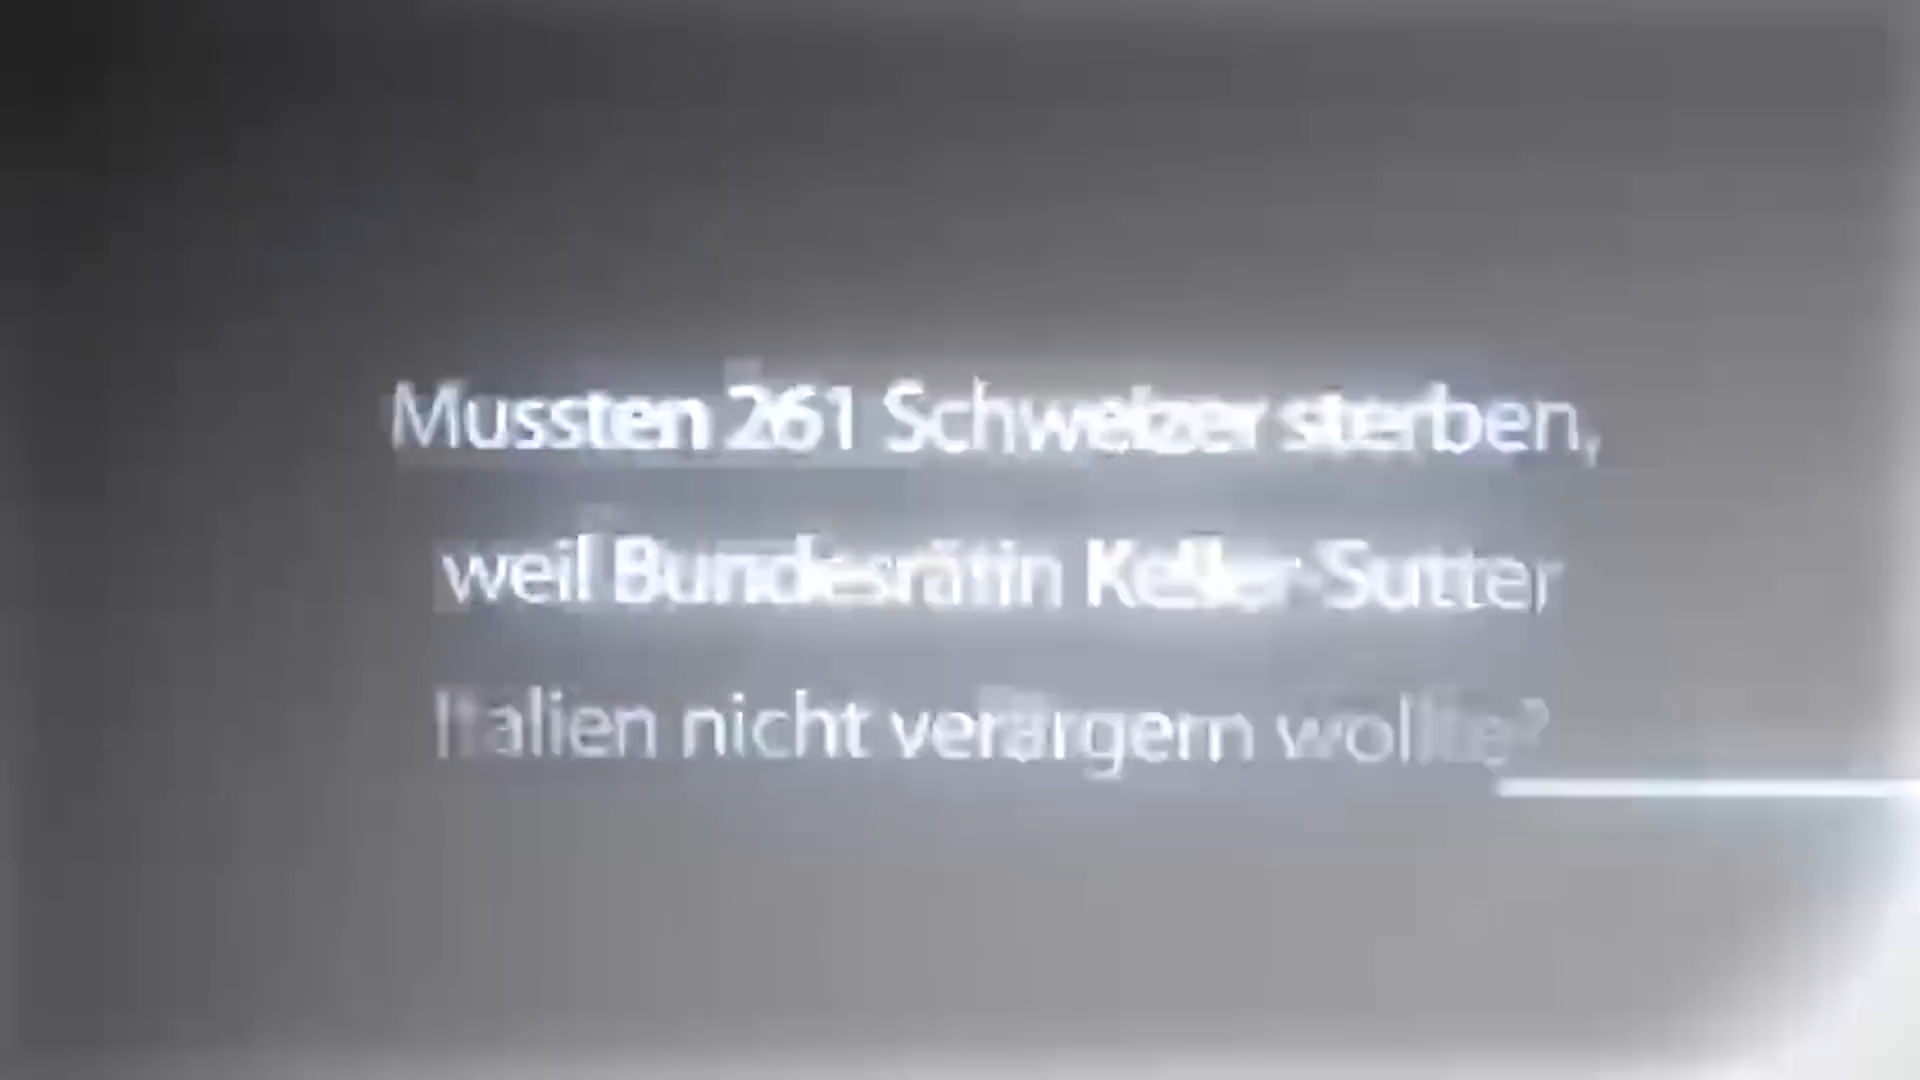 Mussten 261 Schweizer sterben,
weil Bundesrätin Keller-Sutter
Italien nicht verärgern wollte?